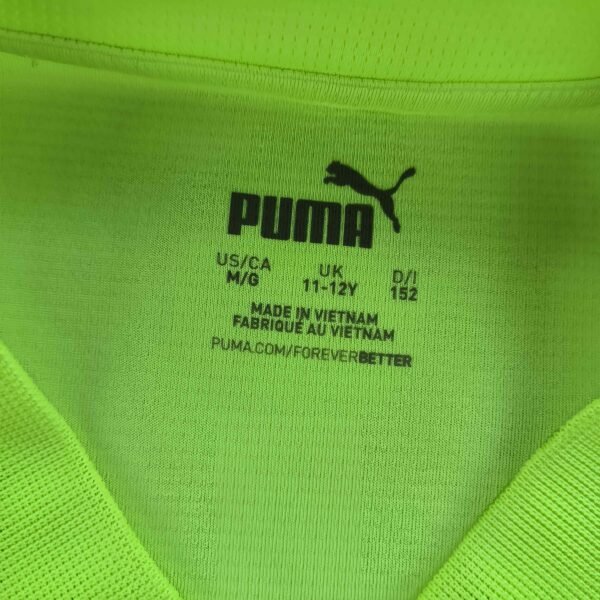 PUMA
US/CA UK D/I
M/G 11-12Y 152
MADE IN VIETNAM
FABRIQUÉ AU VIETNAM
PUMA.COM/FOREVERBETTER